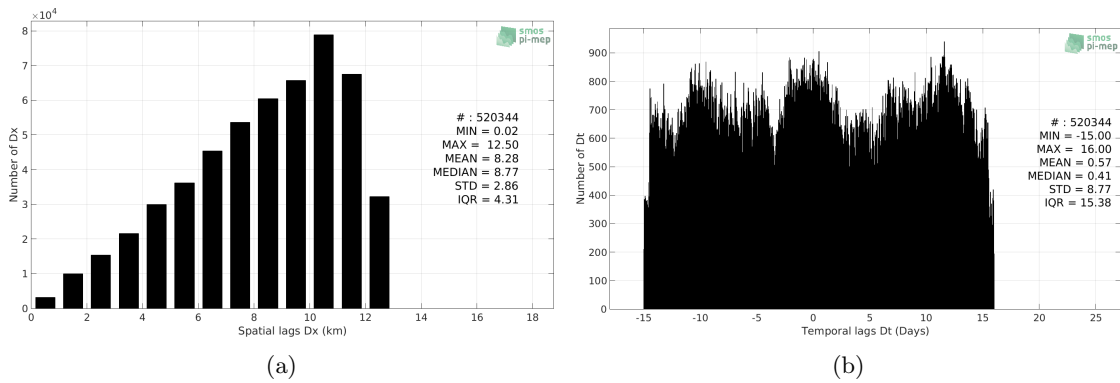 ×10⁴
8
7
6
5
4
3
2
1
0
Number of Dx
0 2 4 6 8 10 12 14 16 18
Spatial lags Dx (km)
smos
pi-mep
# : 520344
MIN = 0.02
MAX = 12.50
MEAN = 8.28
MEDIAN = 8.77
STD = 2.86
IQR = 4.31
(a)
900
800
700
600
500
400
300
200
100
0
Number of Dt
-15 -10 -5 0 5 10 15 20 25
Temporal lags Dt (Days)
smos
pi-mep
# : 520344
MIN = -15.00
MAX = 16.00
MEAN = 0.57
MEDIAN = 0.41
STD = 8.77
IQR = 15.38
(b)